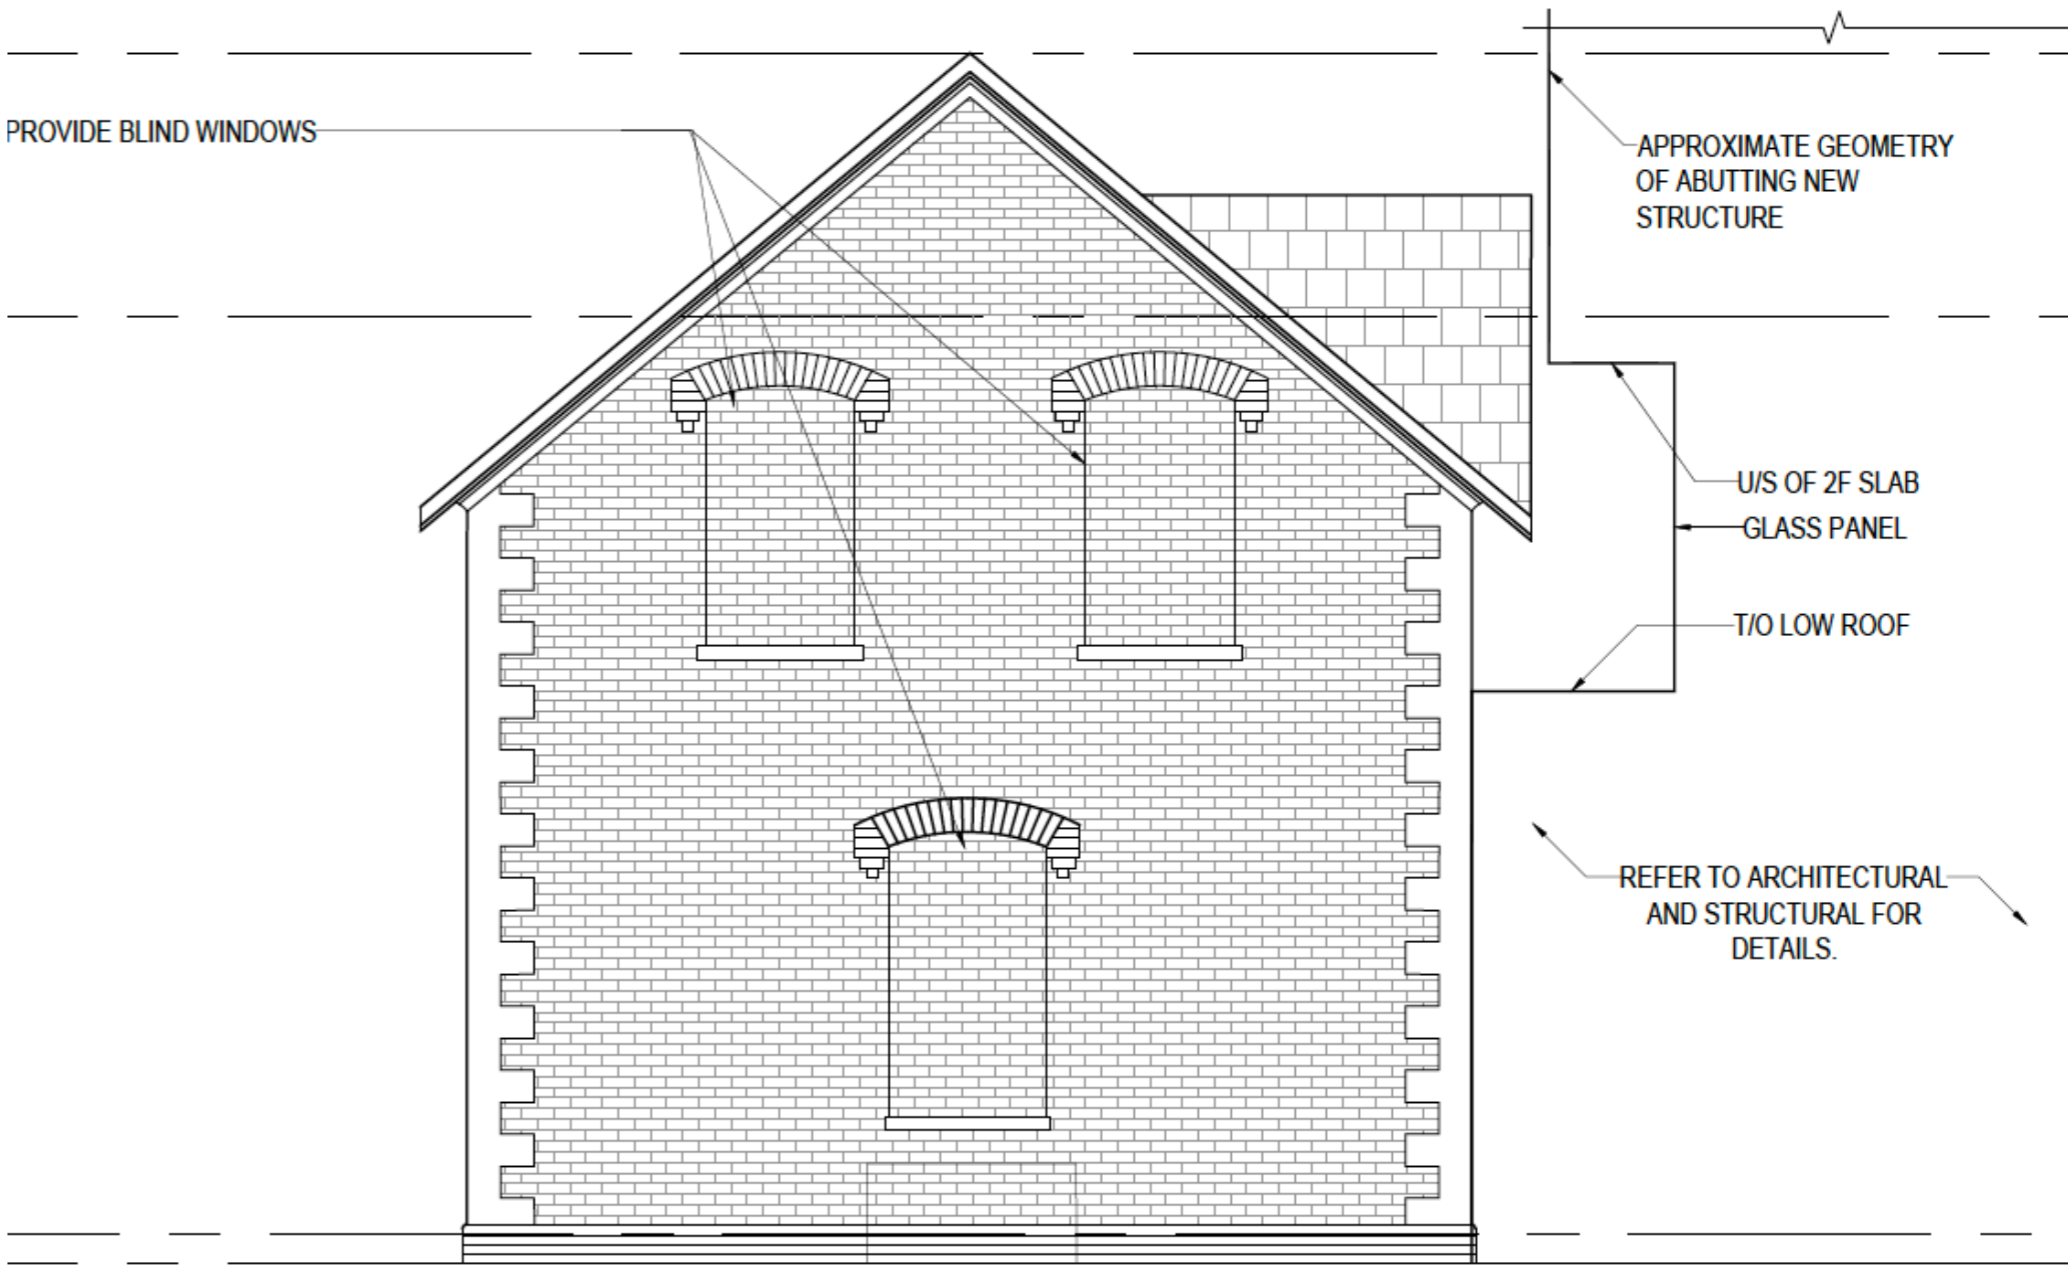 PROVIDE BLIND WINDOWS
APPROXIMATE GEOMETRY
OF ABUTTING NEW
STRUCTURE
U/S OF 2F SLAB
GLASS PANEL
T/O LOW ROOF
REFER TO ARCHITECTURAL
AND STRUCTURAL FOR
DETAILS.